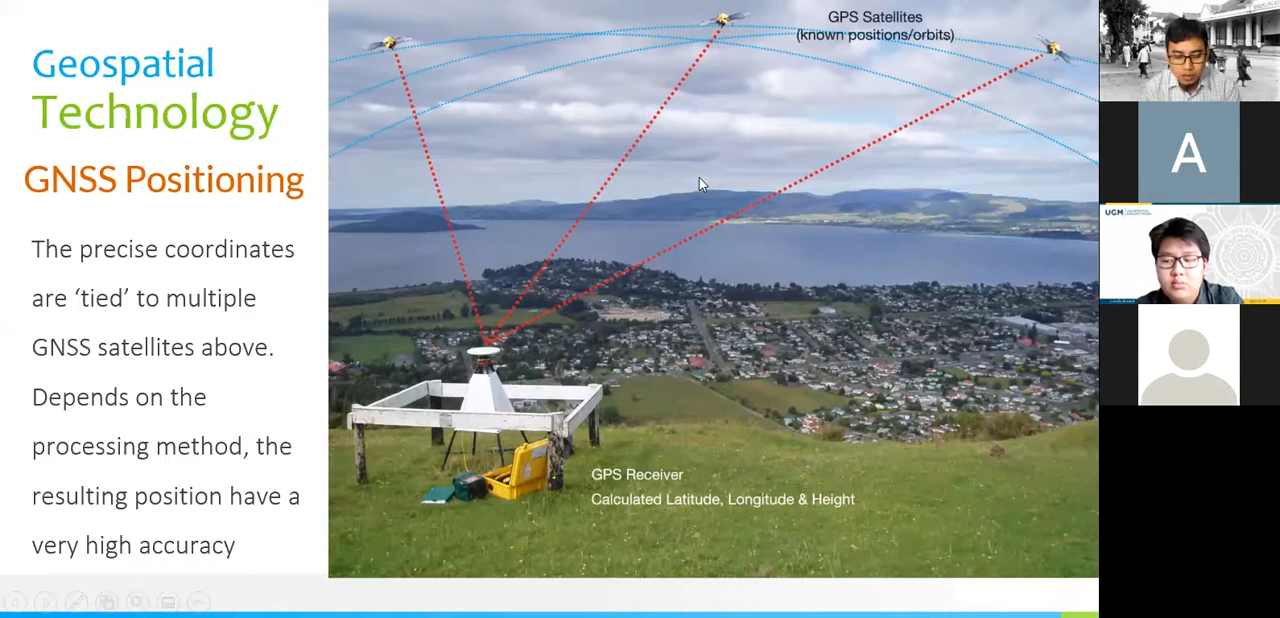 Geospatial
Technology
GNSS Positioning
The precise coordinates
are ‘tied’ to multiple
GNSS satellites above.
Depends on the
processing method, the
resulting position have a
very high accuracy
GPS Satellites
(known positions/orbits)
GPS Receiver
Calculated Latitude, Longitude & Height
A
UGM